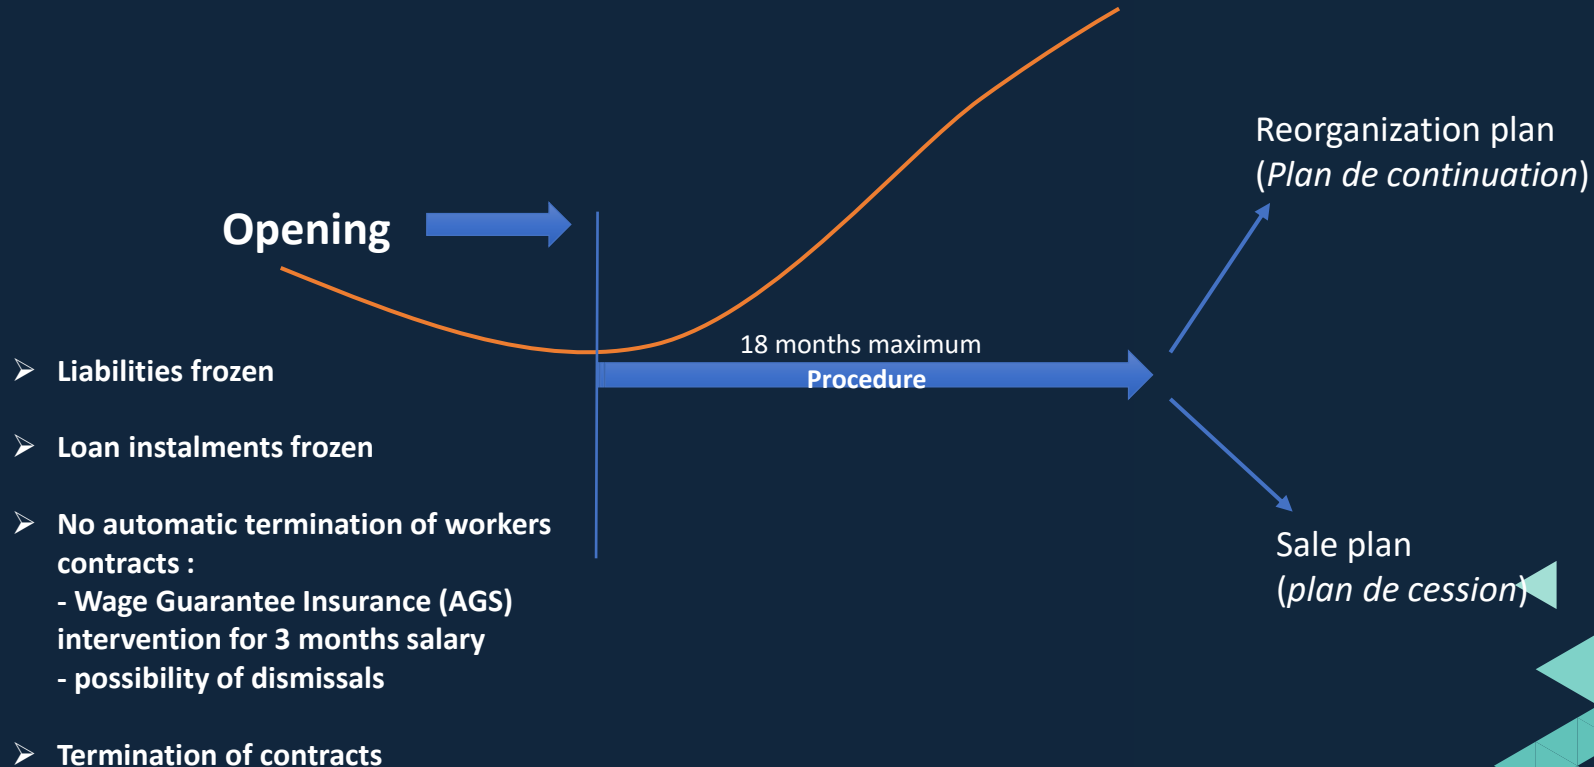 Opening
➢ Liabilities frozen
➢ Loan instalments frozen
➢ No automatic termination of workers
contracts :
- Wage Guarantee Insurance (AGS)
intervention for 3 months salary
- possibility of dismissals
➢ Termination of contracts
18 months maximum
Procedure
Reorganization plan
(Plan de continuation)
Sale plan
(plan de cession)